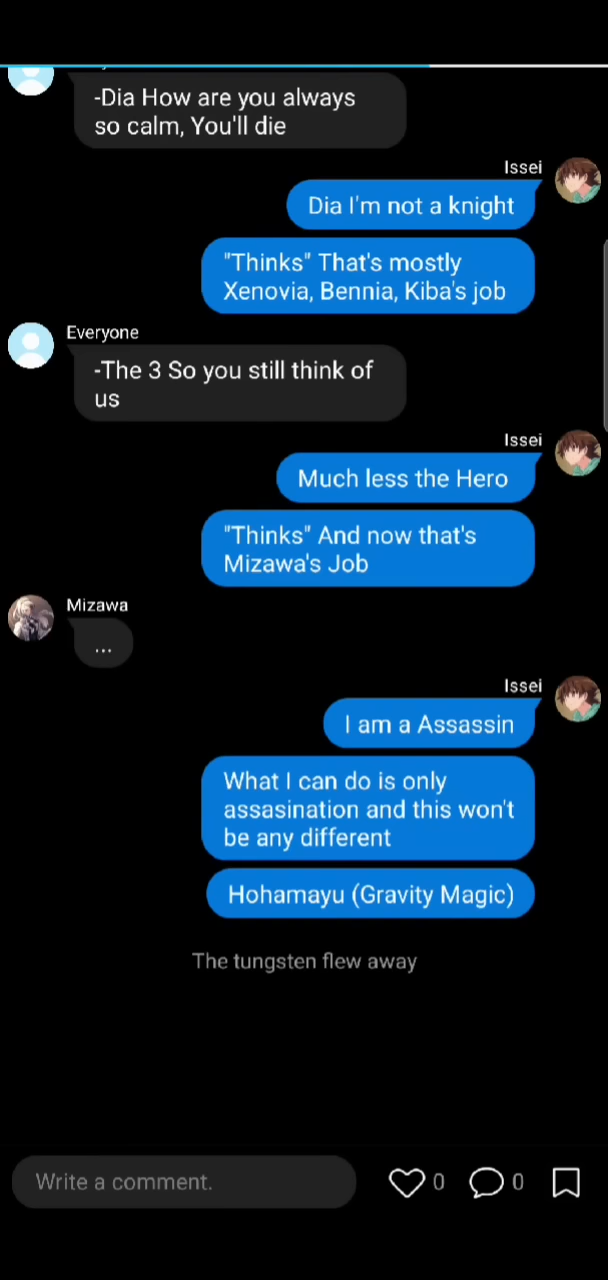 -Dia How are you always
so calm, You'll die
Issei
Dia I'm not a knight
"Thinks" That's mostly
Xenovia, Bennia, Kiba's job
Everyone
-The 3 So you still think of
us
Issei
Much less the Hero
"Thinks" And now that's
Mizawa's Job
Mizawa
...
Issei
I am a Assassin
What I can do is only
assasination and this won't
be any different
Hohamayu (Gravity Magic)
The tungsten flew away
Write a comment.
0
0